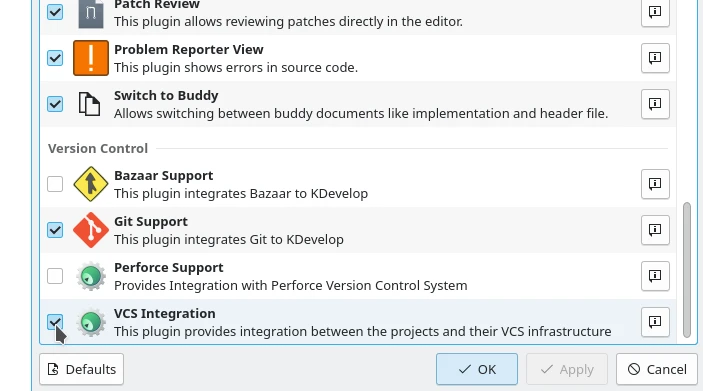 Patch Review
This plugin allows reviewing patches directly in the editor.
Problem Reporter View
This plugin shows errors in source code.
Switch to Buddy
Allows switching between buddy documents like implementation and header file.
Version Control
Bazaar Support
This plugin integrates Bazaar to KDevelop
Git Support
This plugin integrates Git to KDevelop
Perforce Support
Provides Integration with Perforce Version Control System
VCS Integration
This plugin provides integration between the projects and their VCS infrastructure
Defaults
OK
Apply
Cancel